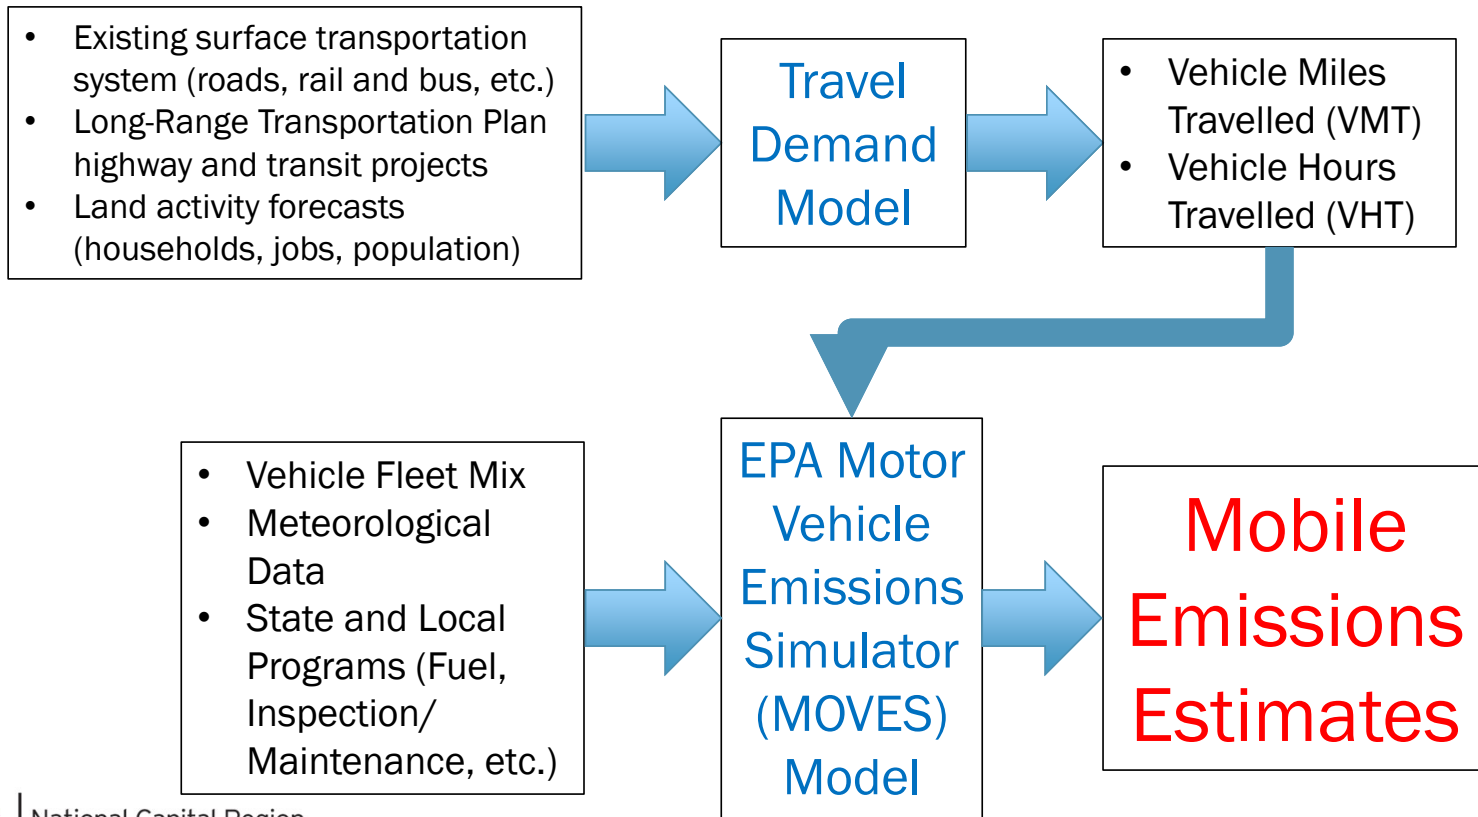 • Existing surface transportation
system (roads, rail and bus, etc.)
• Long-Range Transportation Plan
highway and transit projects
• Land activity forecasts
(households, jobs, population)
Travel
Demand
Model
• Vehicle Miles
Travelled (VMT)
• Vehicle Hours
Travelled (VHT)
• Vehicle Fleet Mix
• Meteorological
Data
• State and Local
Programs (Fuel,
Inspection/
Maintenance, etc.)
EPA Motor
Vehicle
Emissions
Simulator
(MOVES)
Model
Mobile
Emissions
Estimates
National Capital Region